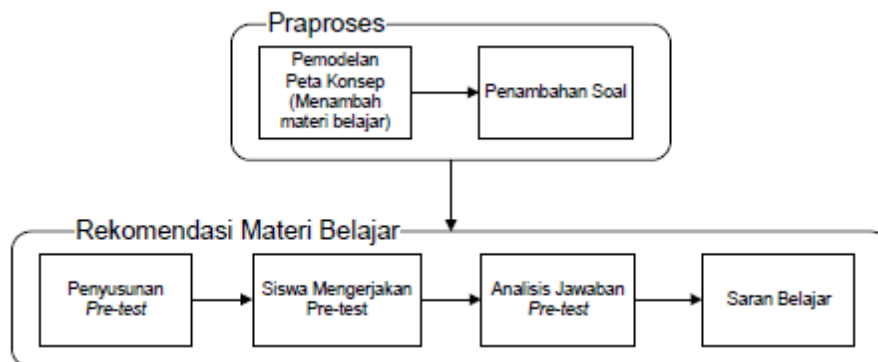 Praproses
Pemodelan
Peta Konsep
(Menambah
materi belajar)
Penambahan Soal
Rekomendasi Materi Belajar
Penyusunan
Pre-test
Siswa Mengerjakan
Pre-test
Analisis Jawaban
Pre-test
Saran Belajar